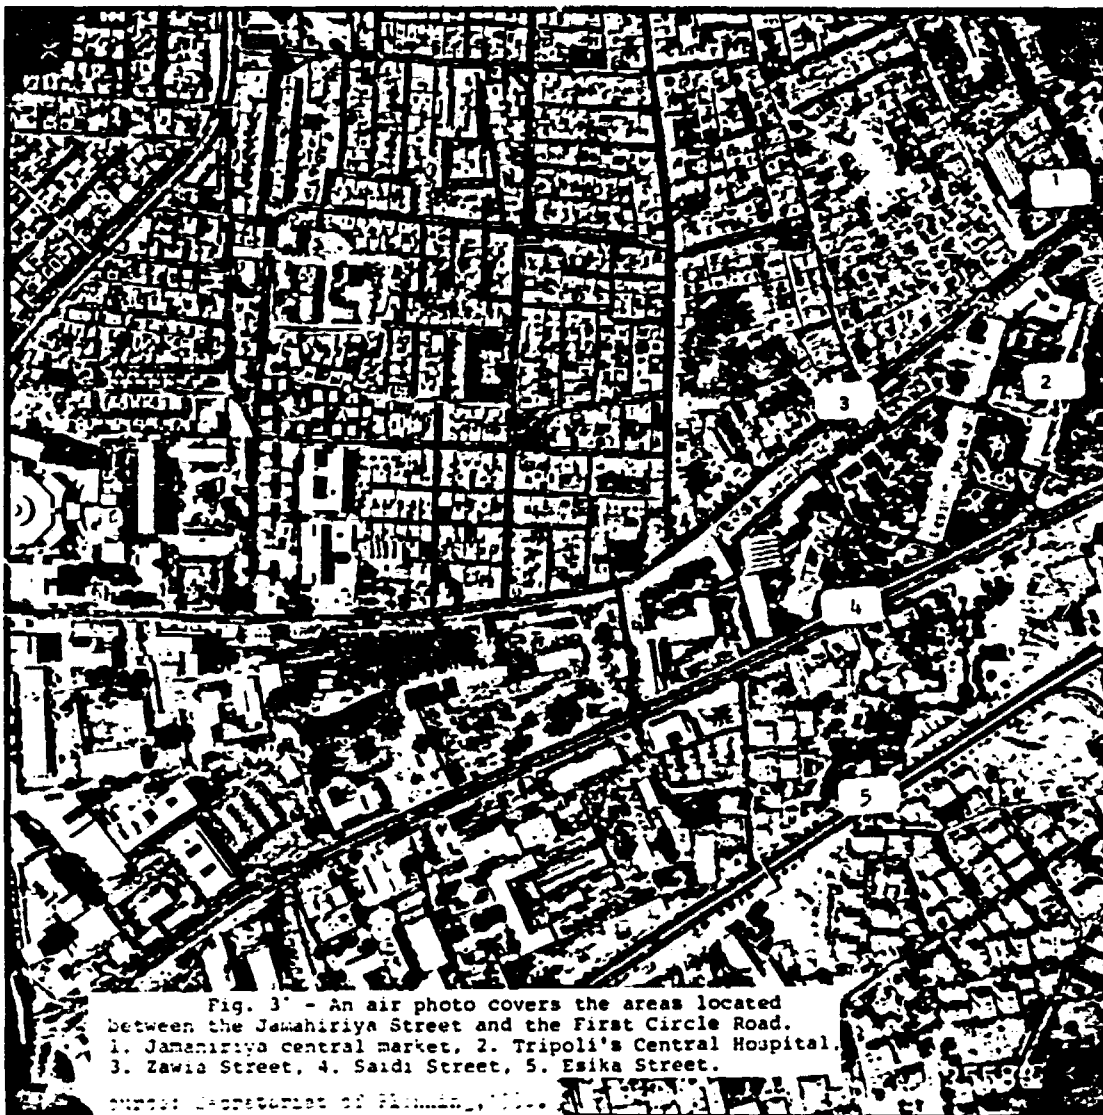 1
2
3
4
5
Fig. 3' - An air photo covers the areas located
between the Jamahiriya Street and the First Circle Road.
1. Jamahiriya central market, 2. Tripoli's Central Hospital.
3. Zawia Street, 4. Saidi Street, 5. Esika Street.
of